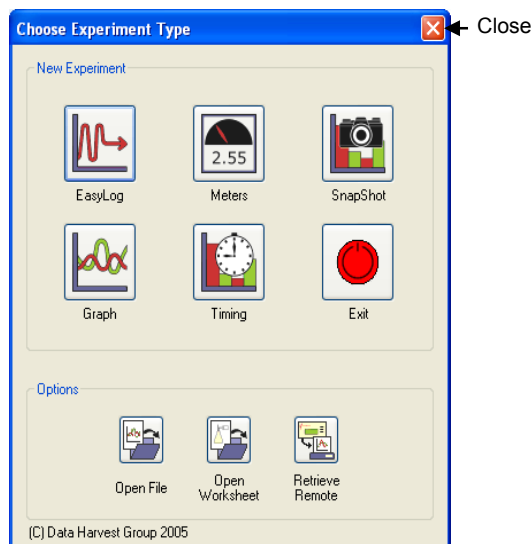 Choose Experiment Type
Close
New Experiment
2.55
EasyLog
Meters
SnapShot
Graph
Timing
Exit
Options
Open File
Open
Worksheet
Retrieve
Remote
(C) Data Harvest Group 2005